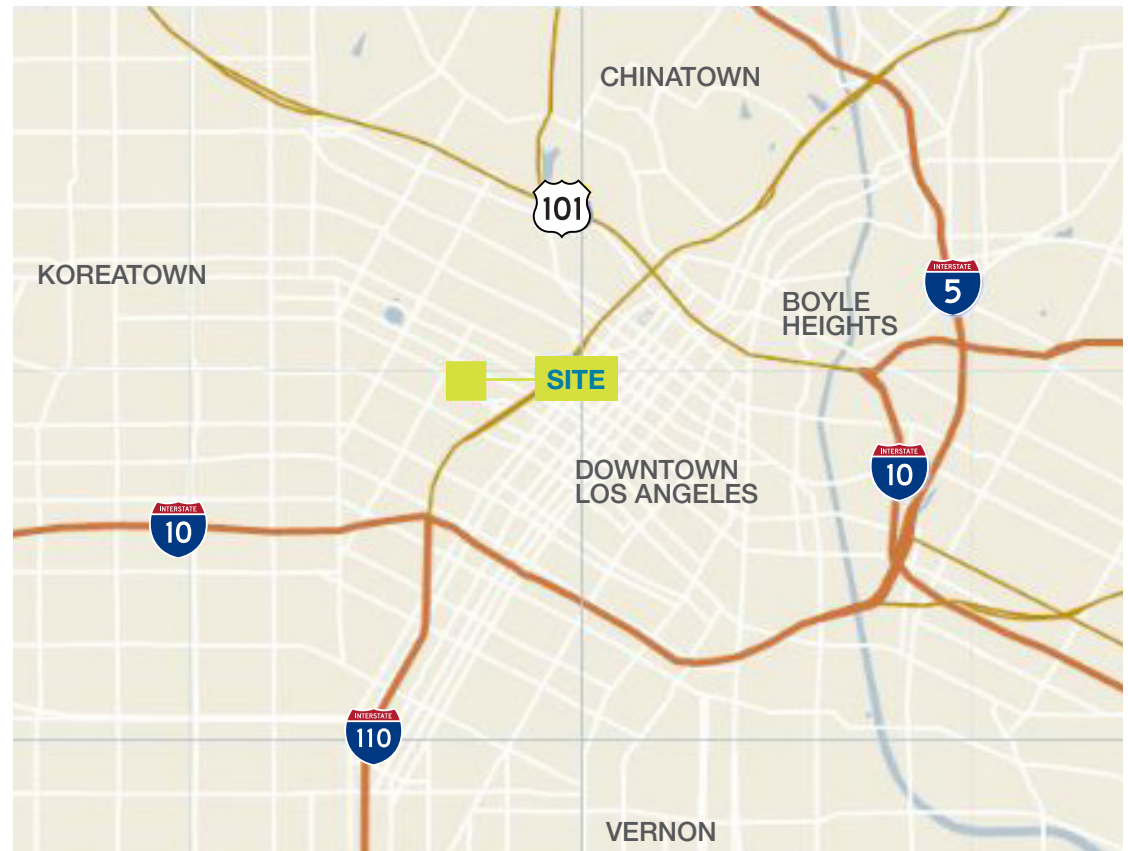 CHINATOWN
101
KOREATOWN
INTERSTATE
5
BOYLE
HEIGHTS
SITE
INTERSTATE
10
DOWNTOWN
LOS ANGELES
INTERSTATE
10
INTERSTATE
110
VERNON